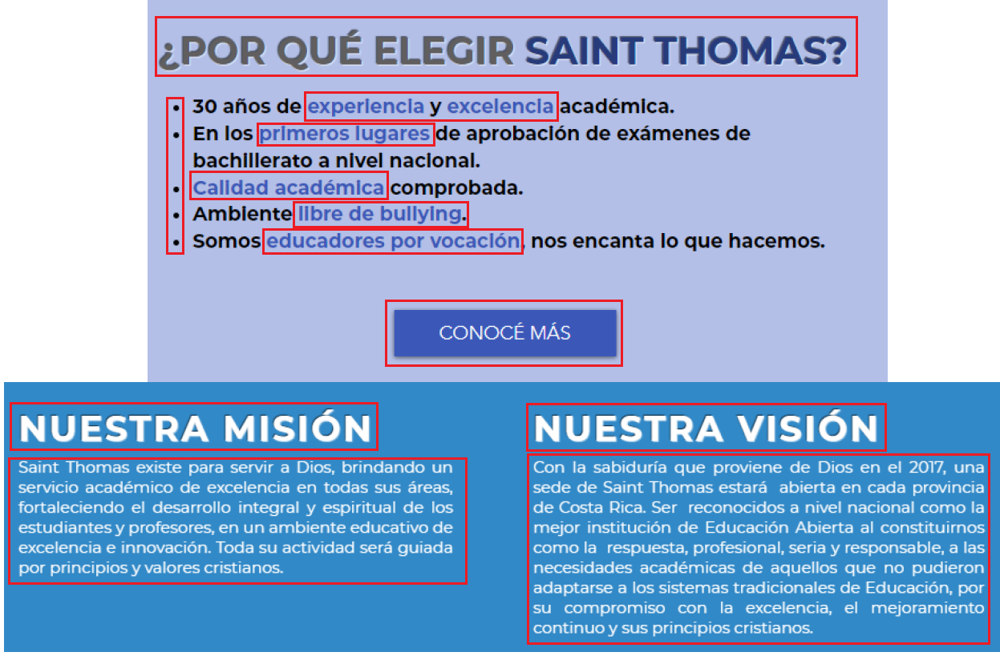 ¿POR QUÉ ELEGIR SAINT THOMAS?
• 30 años de experiencia y excelencia académica.
• En los primeros lugares de aprobación de exámenes de
bachillerato a nivel nacional.
• Calidad académica comprobada.
• Ambiente libre de bullying.
• Somos educadores por vocación, nos encanta lo que hacemos.
CONOCÉ MÁS
NUESTRA MISIÓN
Saint Thomas existe para servir a Dios, brindando un
servicio académico de excelencia en todas sus áreas,
fortaleciendo el desarrollo integral y espiritual de los
estudiantes y profesores, en un ambiente educativo de
excelencia e innovación. Toda su actividad será guiada
por principios y valores cristianos.
NUESTRA VISIÓN
Con la sabiduría que proviene de Dios en el 2017, una
sede de Saint Thomas estará abierta en cada provincia
de Costa Rica. Ser reconocidos a nivel nacional como la
mejor institución de Educación Abierta al constituirnos
como la respuesta, profesional, seria y responsable, a las
necesidades académicas de aquellos que no pudieron
adaptarse a los sistemas tradicionales de Educación, por
su compromiso con la excelencia, el mejoramiento
continuo y sus principios cristianos.